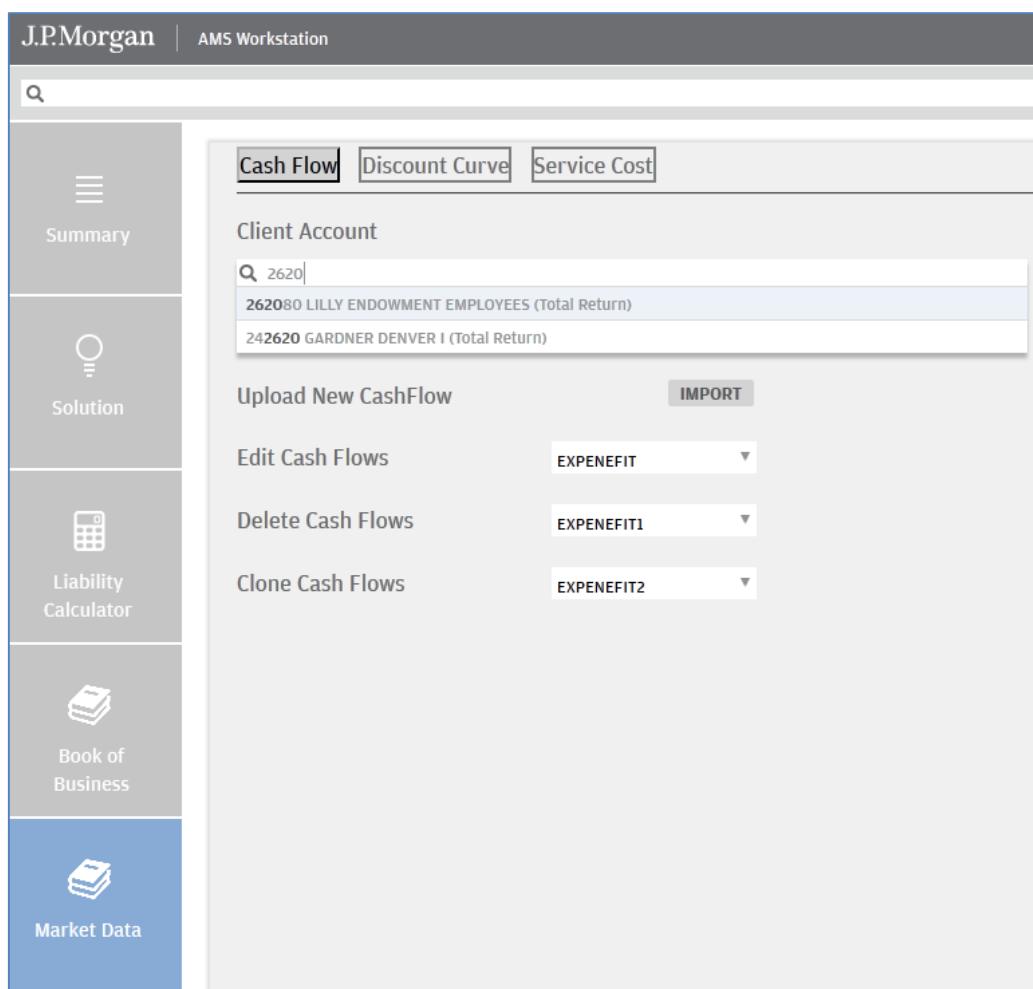 J.P.Morgan AMS Workstation
Cash Flow Discount Curve Service Cost
Summary
Client Account
2620
262080 LILLY ENDOWMENT EMPLOYEES (Total Return)
242620 GARDNER DENVER I (Total Return)
Solution
Upload New CashFlow IMPORT
Edit Cash Flows EXPENEFIT
Delete Cash Flows EXPENEFIT1
Clone Cash Flows EXPENEFIT2
Liability
Calculator
Book of
Business
Market Data